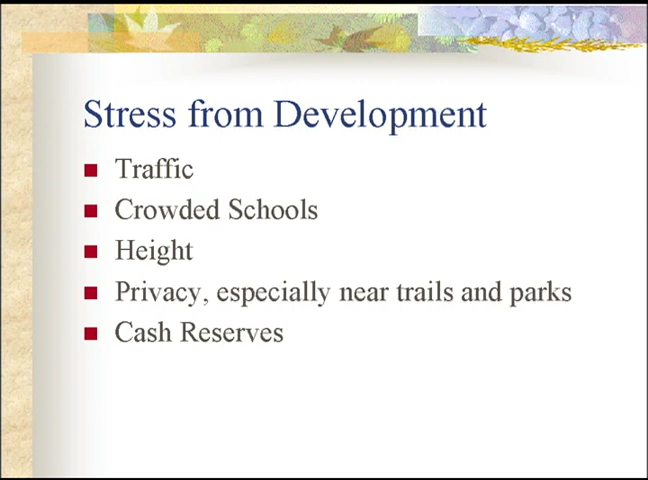 Stress from Development
Traffic
Crowded Schools
Height
Privacy, especially near trails and parks
Cash Reserves